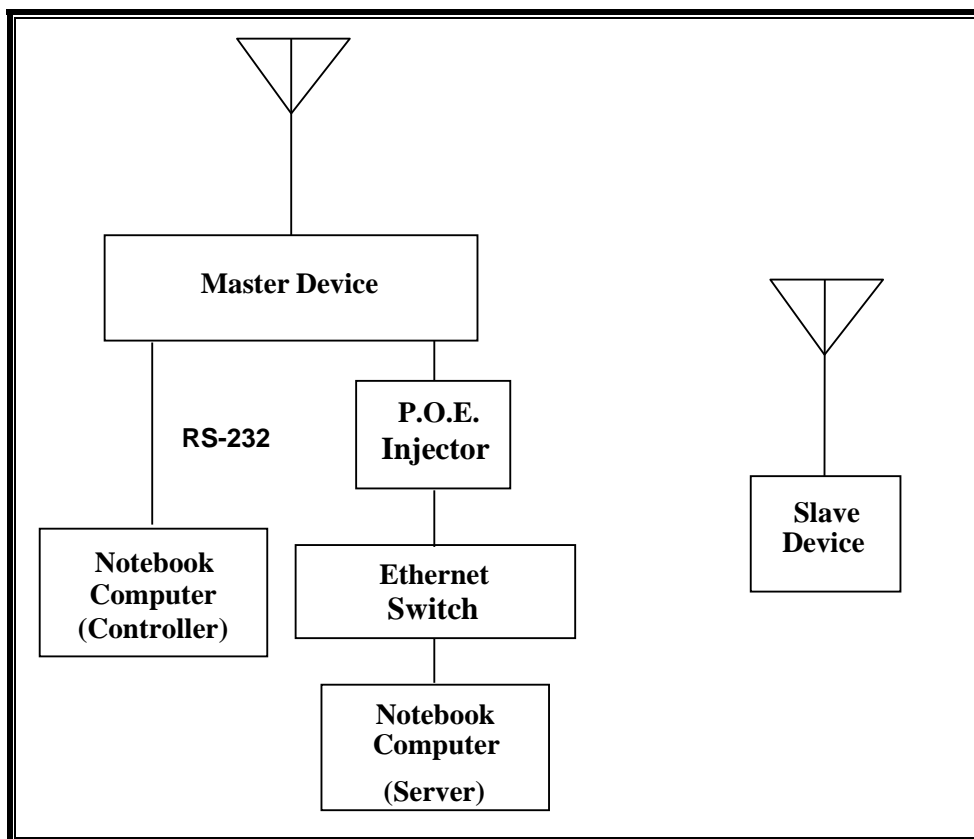 Master Device
P.O.E.
Injector
RS-232
Slave
Device
Notebook
Computer
(Controller)
Ethernet
Switch
Notebook
Computer
(Server)